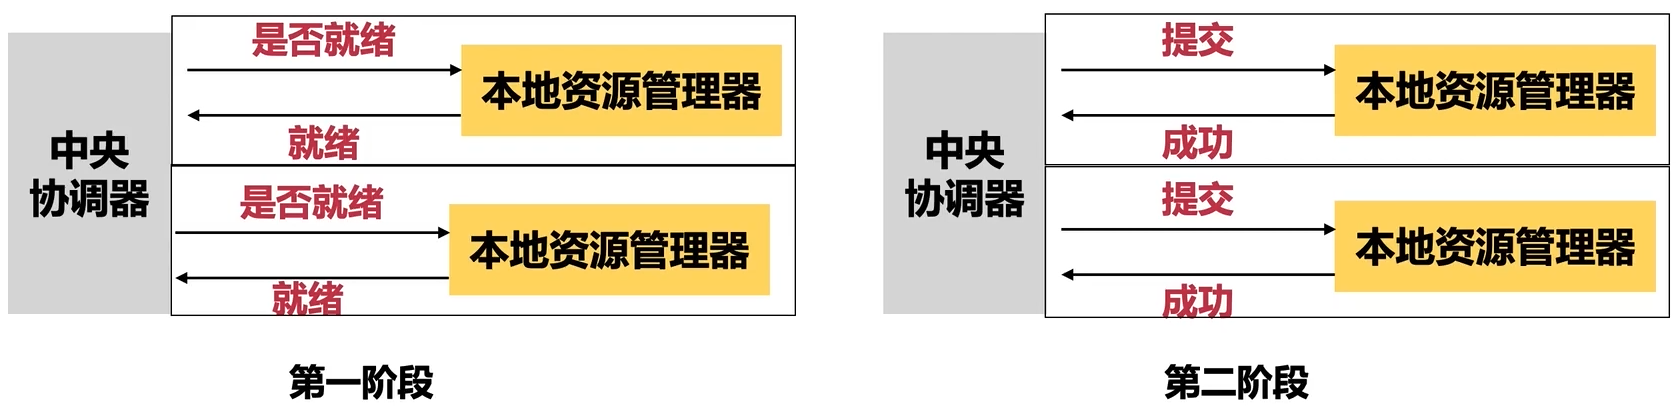 中央
协调器
是否就绪
本地资源管理器
就绪
是否就绪
本地资源管理器
就绪
第一阶段
中央
协调器
提交
本地资源管理器
成功
提交
本地资源管理器
成功
第二阶段